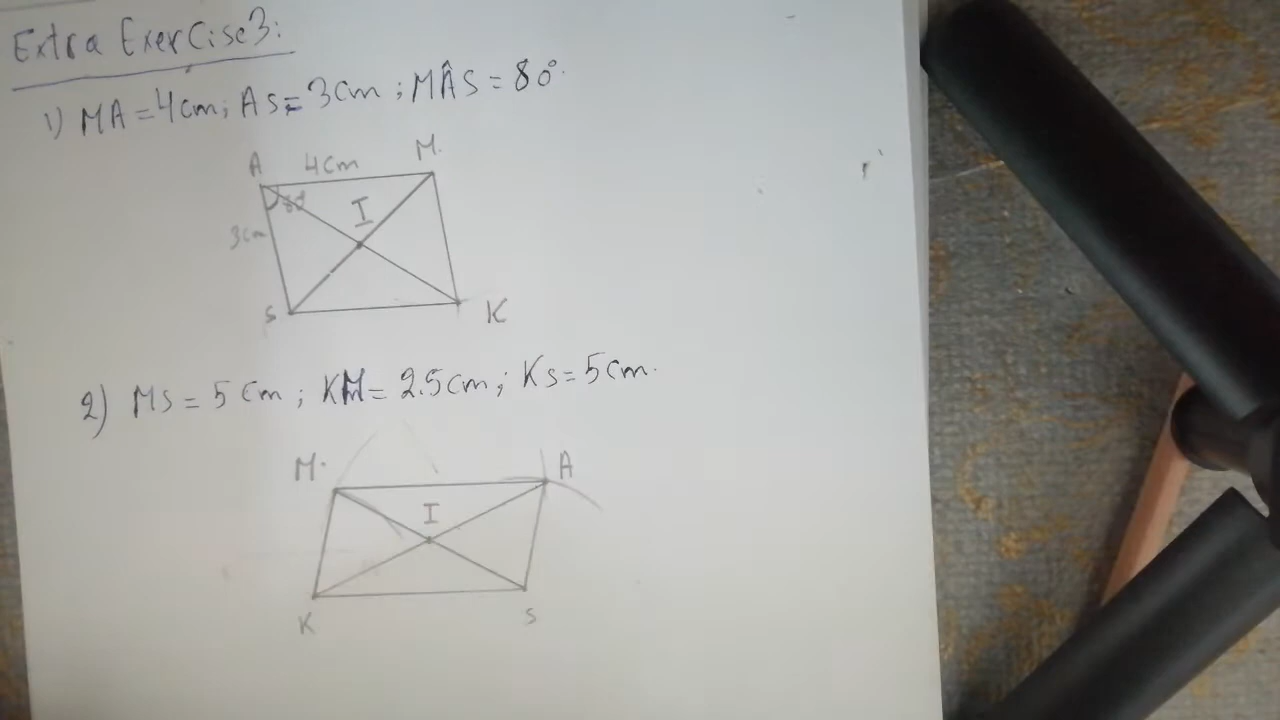 Extra Exercise3:
1) MA = 4cm; AS = 3cm ; MÂS = 80°.
A 4cm M.
80° I
3cm
S K
2) MS = 5cm ; KM = 2.5cm; KS = 5cm.
M. A
I
K S